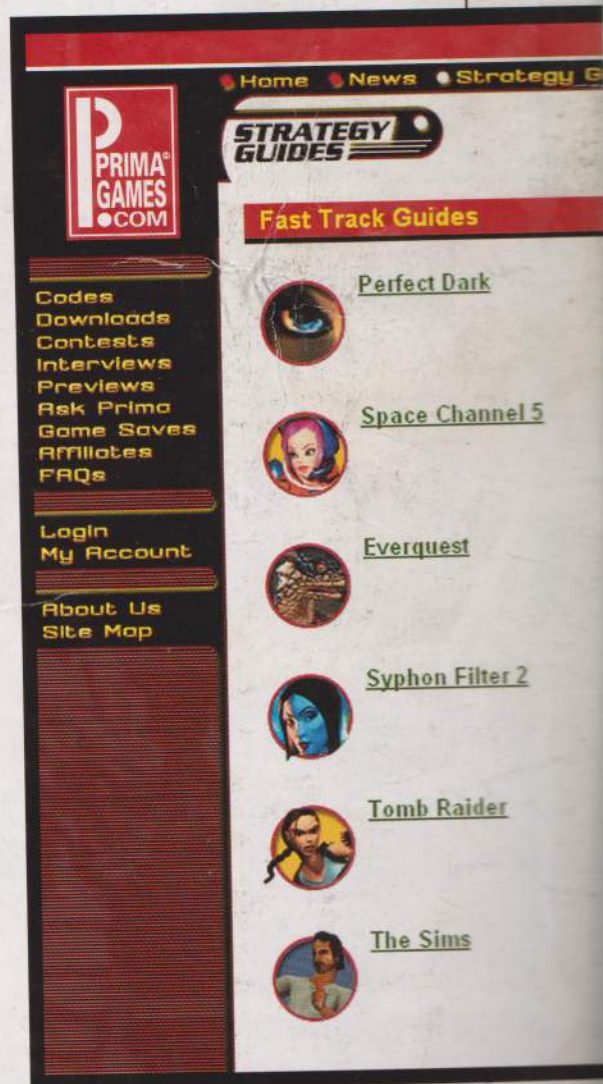 Home News Strategy G
PRIMA©
GAMES
.COM
STRATEGY
GUIDES
Fast Track Guides
Codes
Downloads
Contests
Interviews
Previews
Ask Prima
Game Saves
Affiliates
FAQs
Login
My Account
About Us
Site Map
Perfect Dark
Space Channel 5
Everquest
Syphon Filter 2
Tomb Raider
The Sims